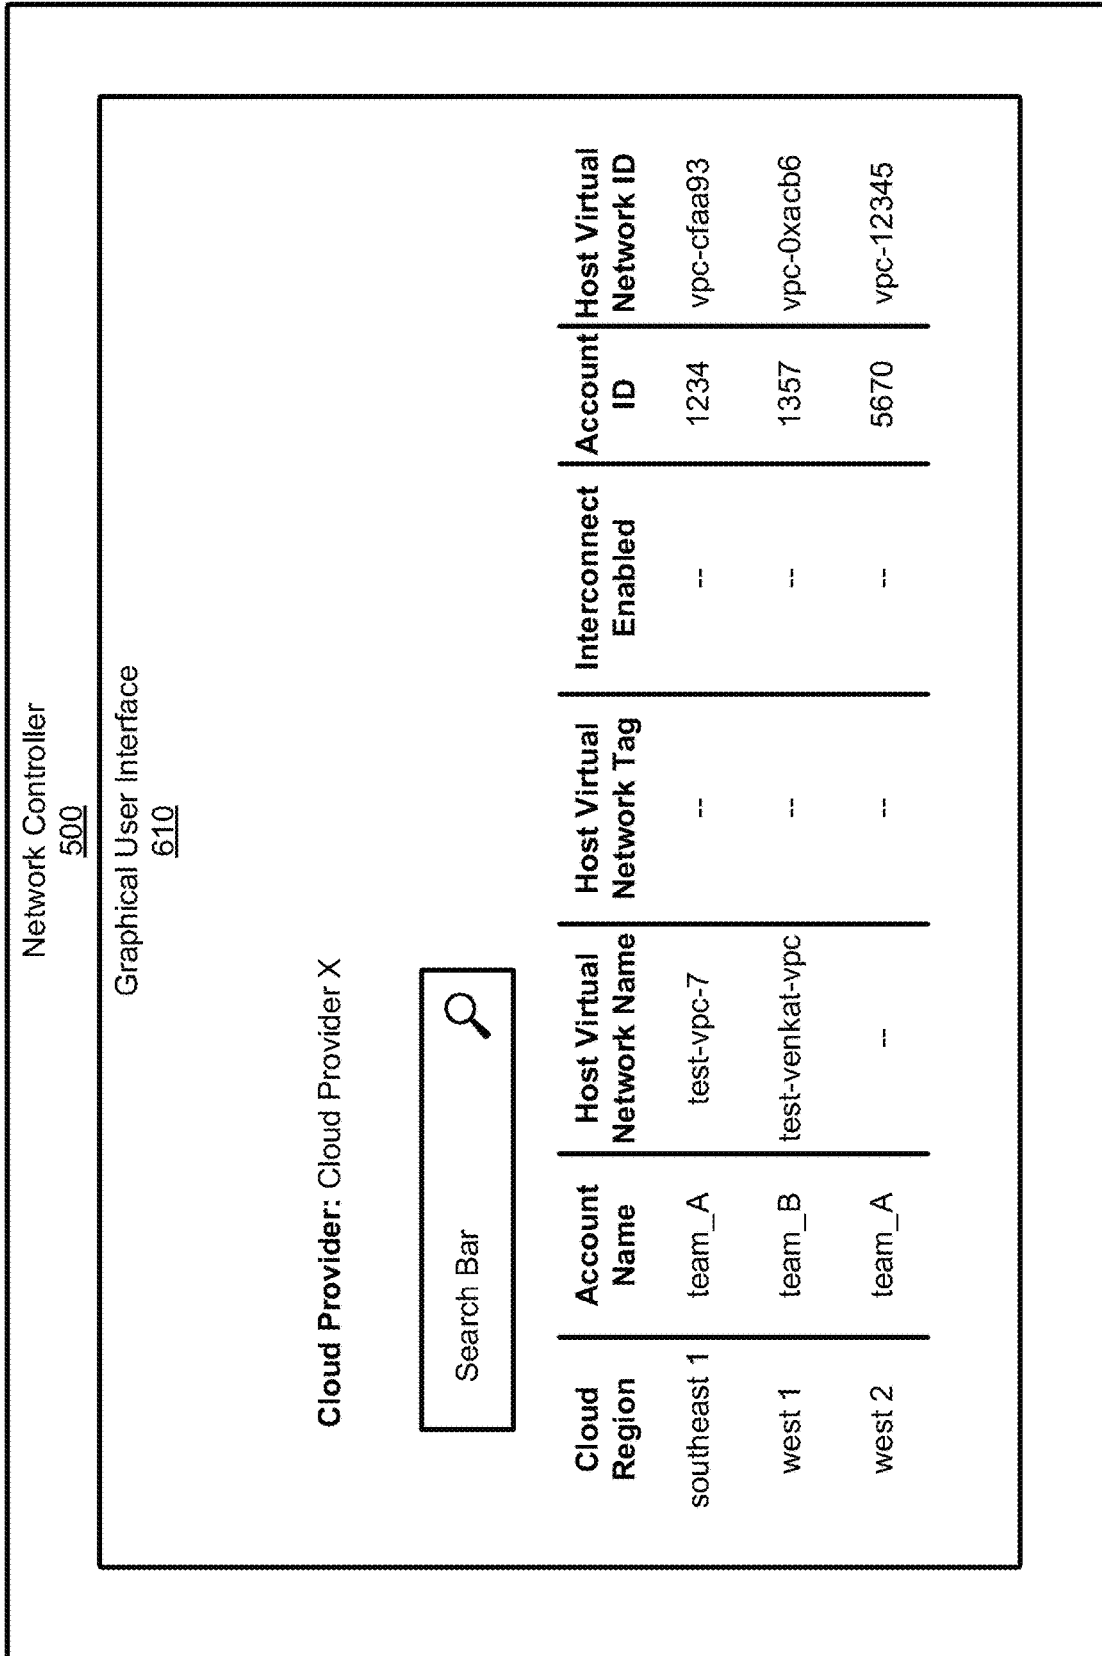 Network Controller
500
Graphical User Interface
610
Cloud Provider: Cloud Provider X
Search Bar
Cloud Region Account Name Host Virtual Network Name Host Virtual Network Tag Interconnect Enabled Account ID Host Virtual Network ID
southeast 1 team_A test-vpc-7 -- -- 1234 vpc-cfaa93
west 1 team_B test-venkat-vpc -- -- 1357 vpc-0xacb6
west 2 team_A -- -- -- 5670 vpc-12345